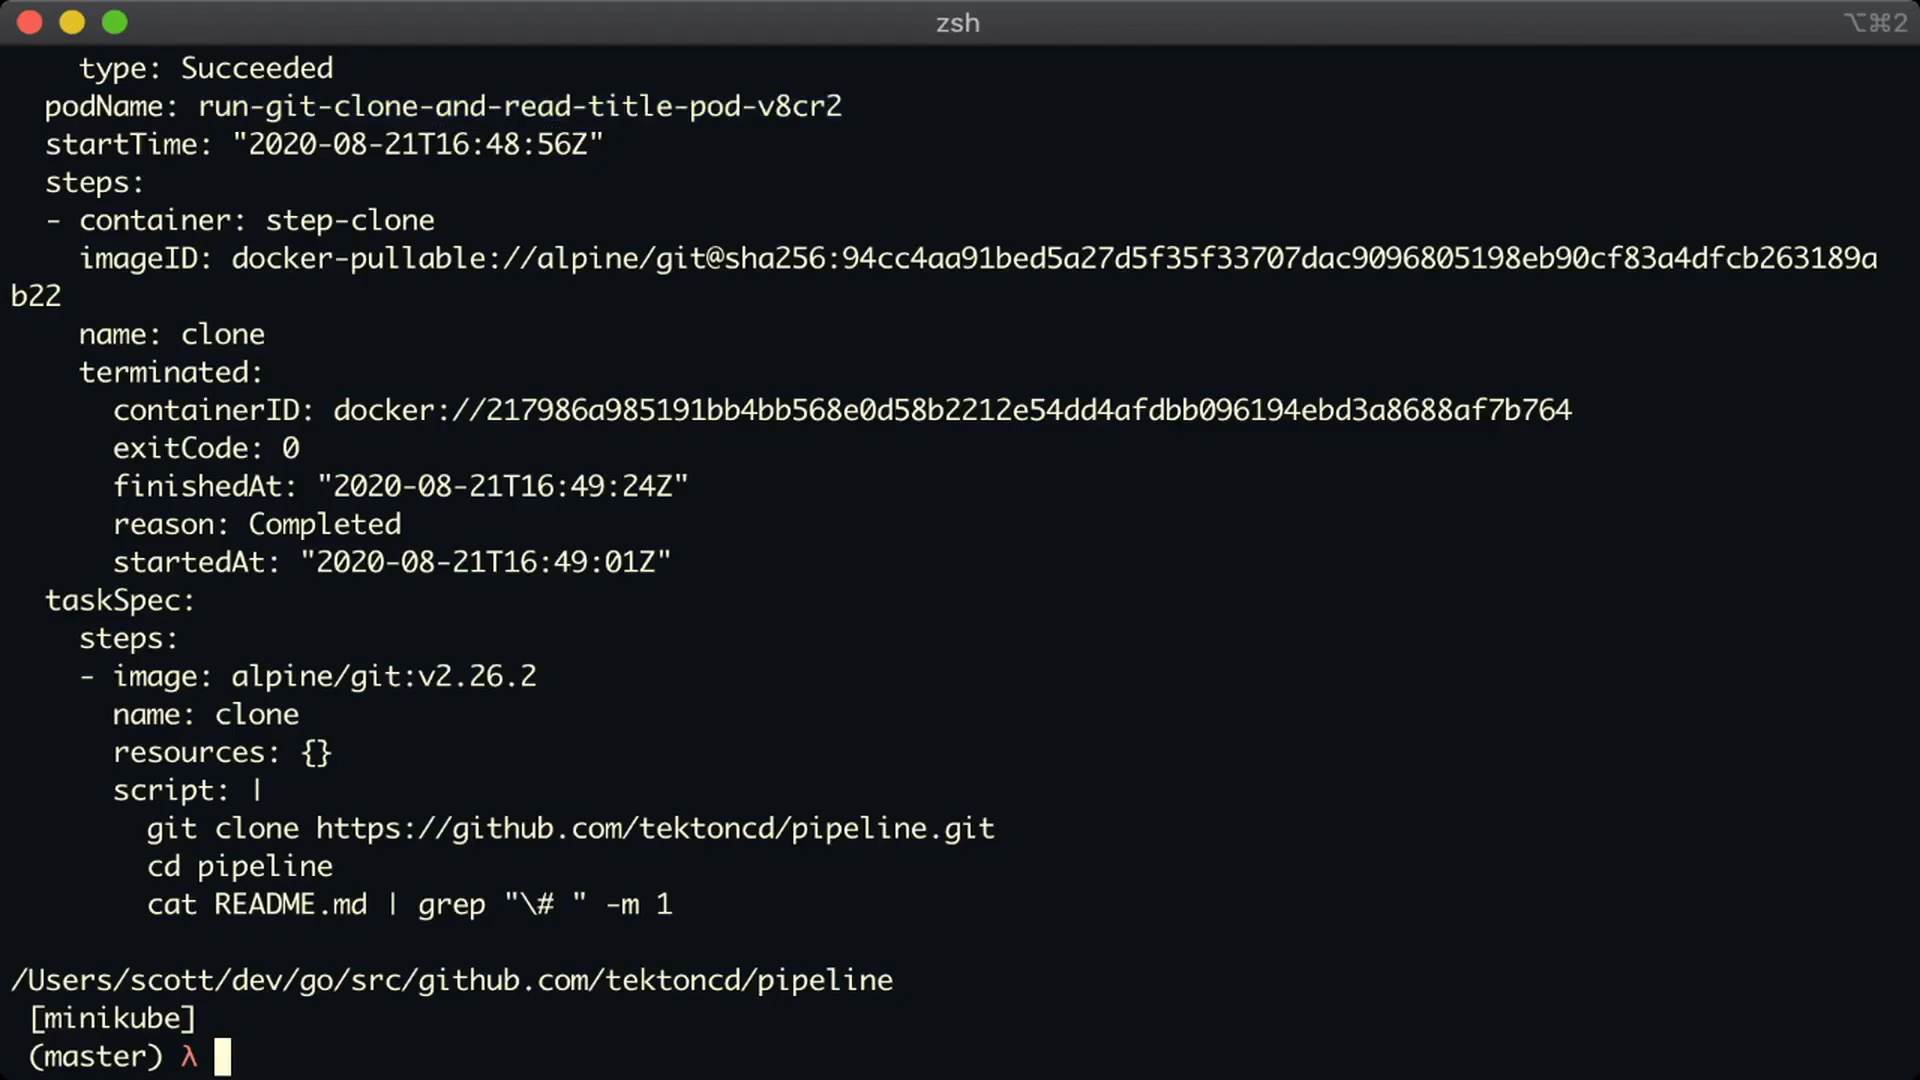 zsh
⌥⌘2
type: Succeeded
podName: run-git-clone-and-read-title-pod-v8cr2
startTime: "2020-08-21T16:48:56Z"
steps:
- container: step-clone
imageID: docker-pullable://alpine/git@sha256:94cc4aa91bed5a27d5f35f33707dac9096805198eb90cf83a4dfcb263189a
b22
name: clone
terminated:
containerID: docker://217986a985191bb4bb568e0d58b2212e54dd4afdbb096194ebd3a8688af7b764
exitCode: 0
finishedAt: "2020-08-21T16:49:24Z"
reason: Completed
startedAt: "2020-08-21T16:49:01Z"
taskSpec:
steps:
- image: alpine/git:v2.26.2
name: clone
resources: {}
script: |
git clone https://github.com/tektoncd/pipeline.git
cd pipeline
cat README.md | grep "\# " -m 1
/Users/scott/dev/go/src/github.com/tektoncd/pipeline
[minikube]
(master) λ